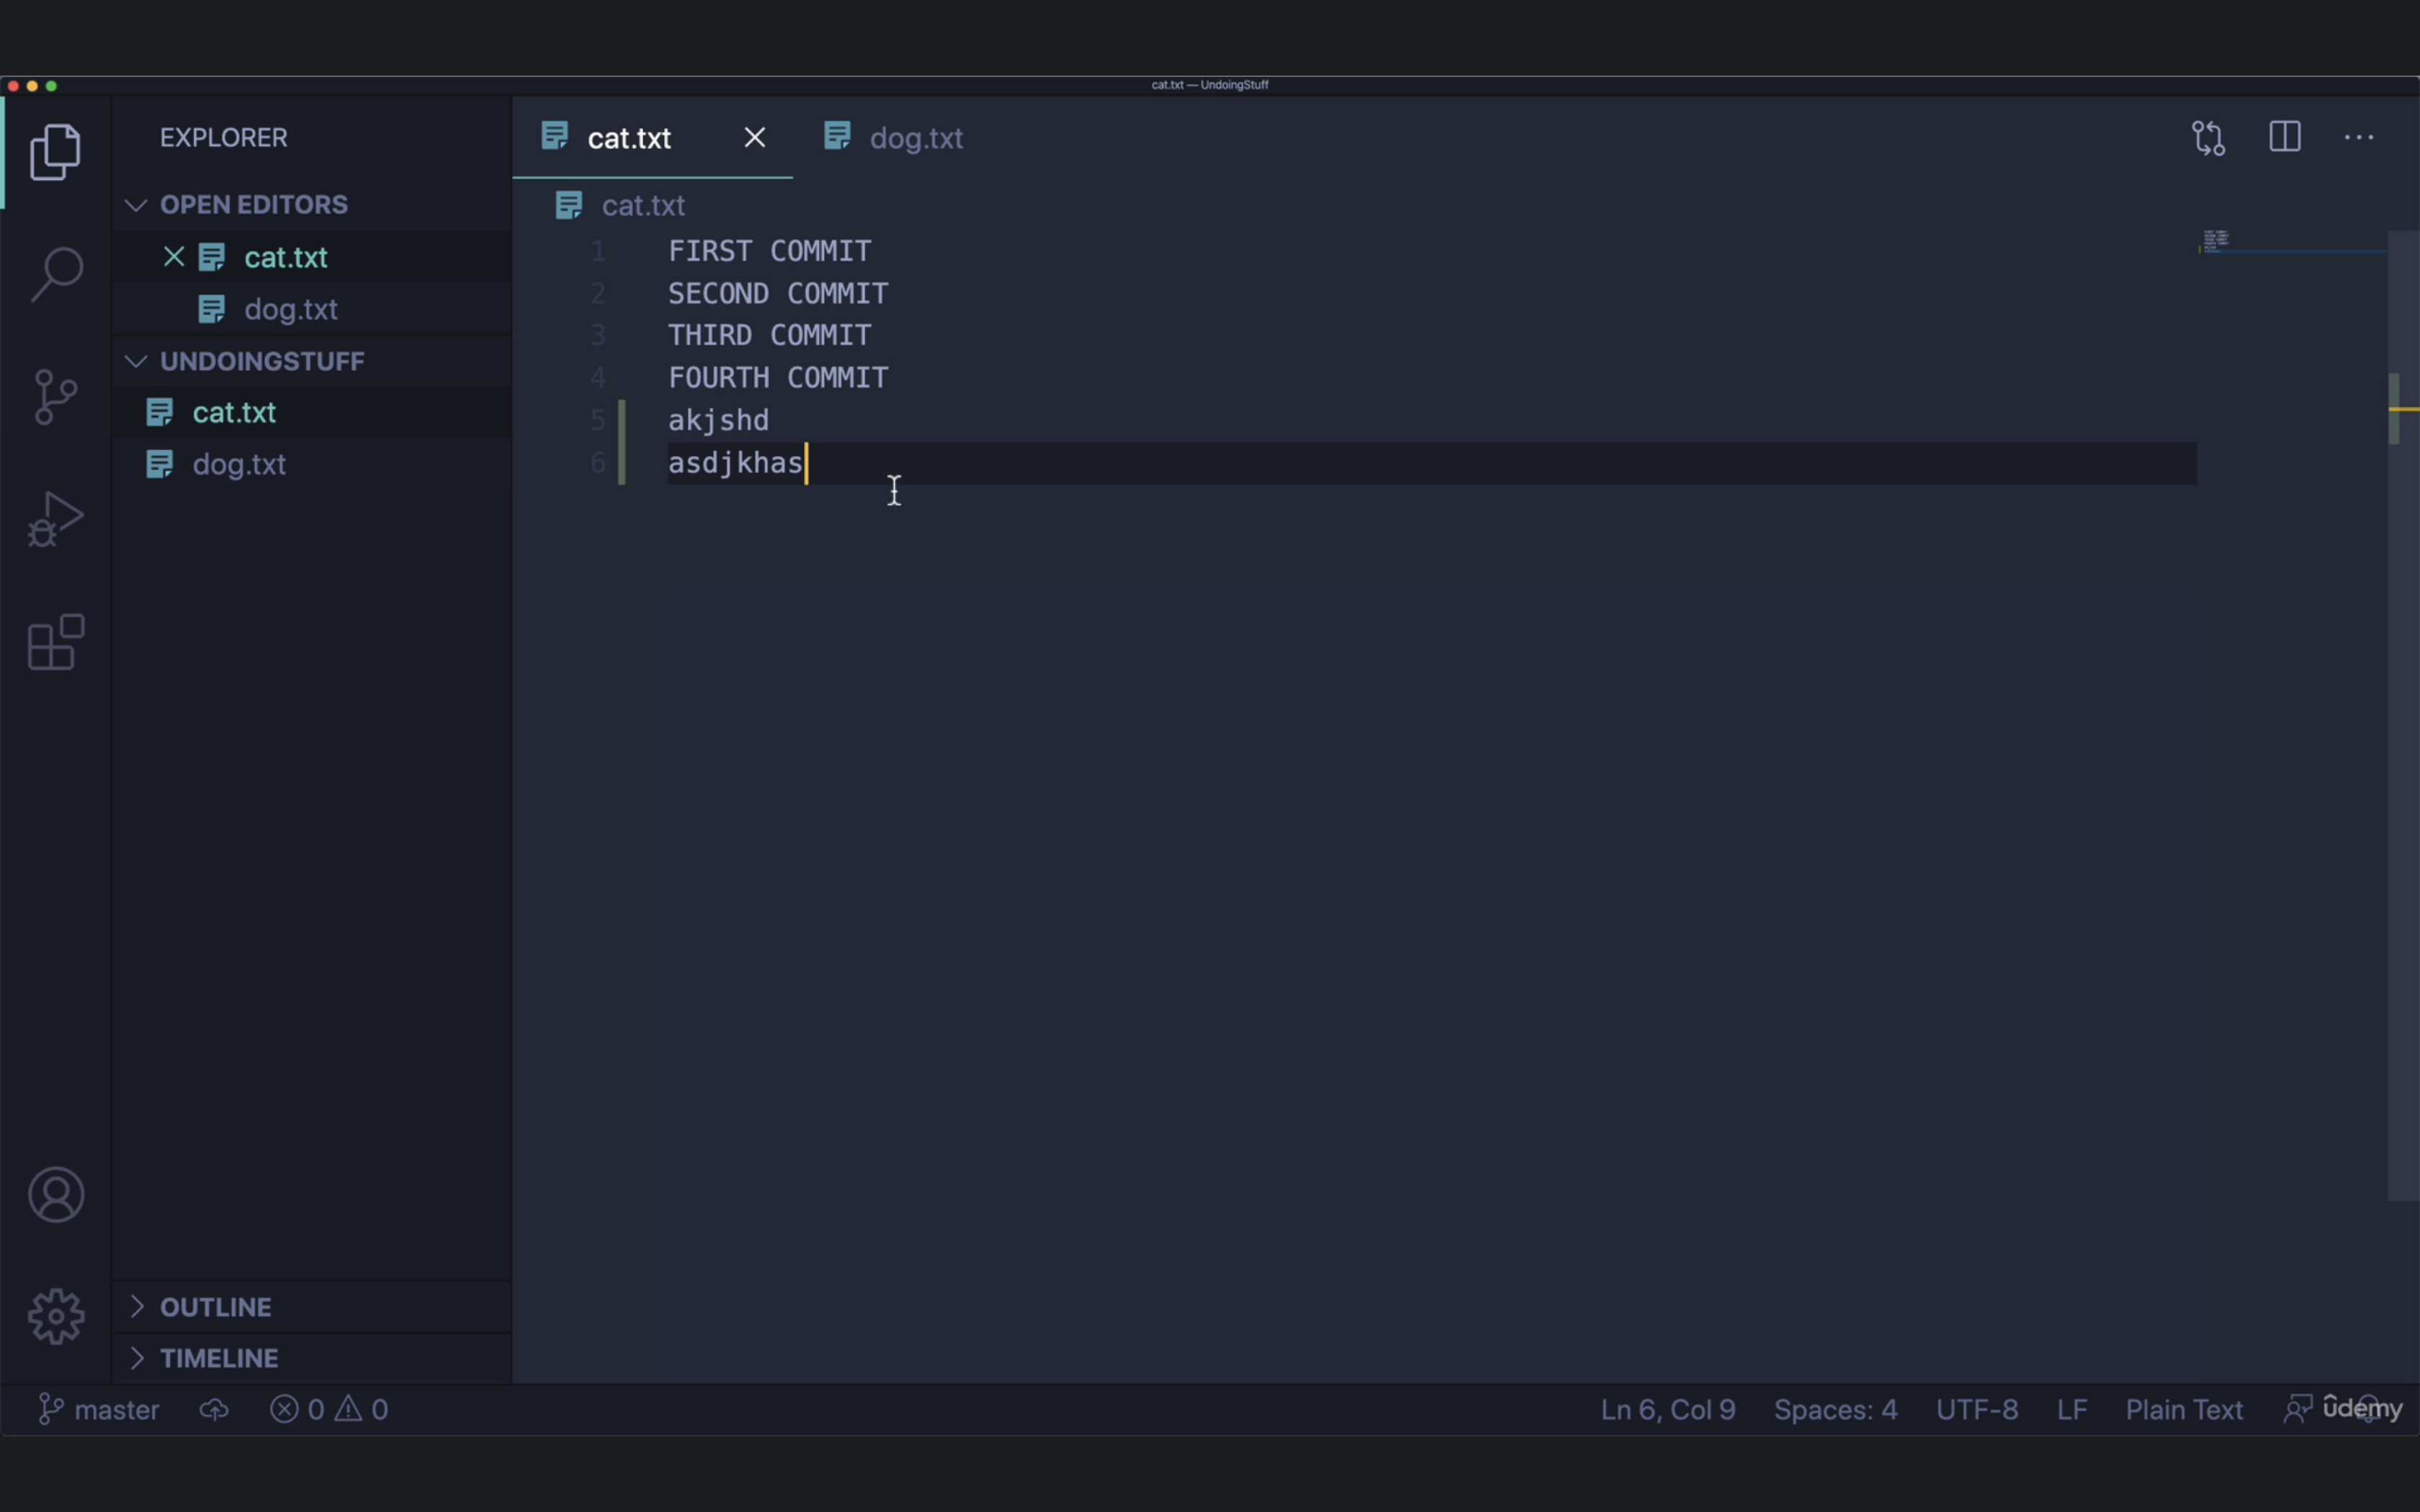 cat.txt — UndoingStuff
EXPLORER
OPEN EDITORS
cat.txt
dog.txt
UNDOINGSTUFF
cat.txt
dog.txt
OUTLINE
TIMELINE
cat.txt
dog.txt
cat.txt
1 FIRST COMMIT
2 SECOND COMMIT
3 THIRD COMMIT
4 FOURTH COMMIT
5 akjshd
6 asdjkhas
master
0
0
Ln 6, Col 9
Spaces: 4
UTF-8
LF
Plain Text
ûdemy